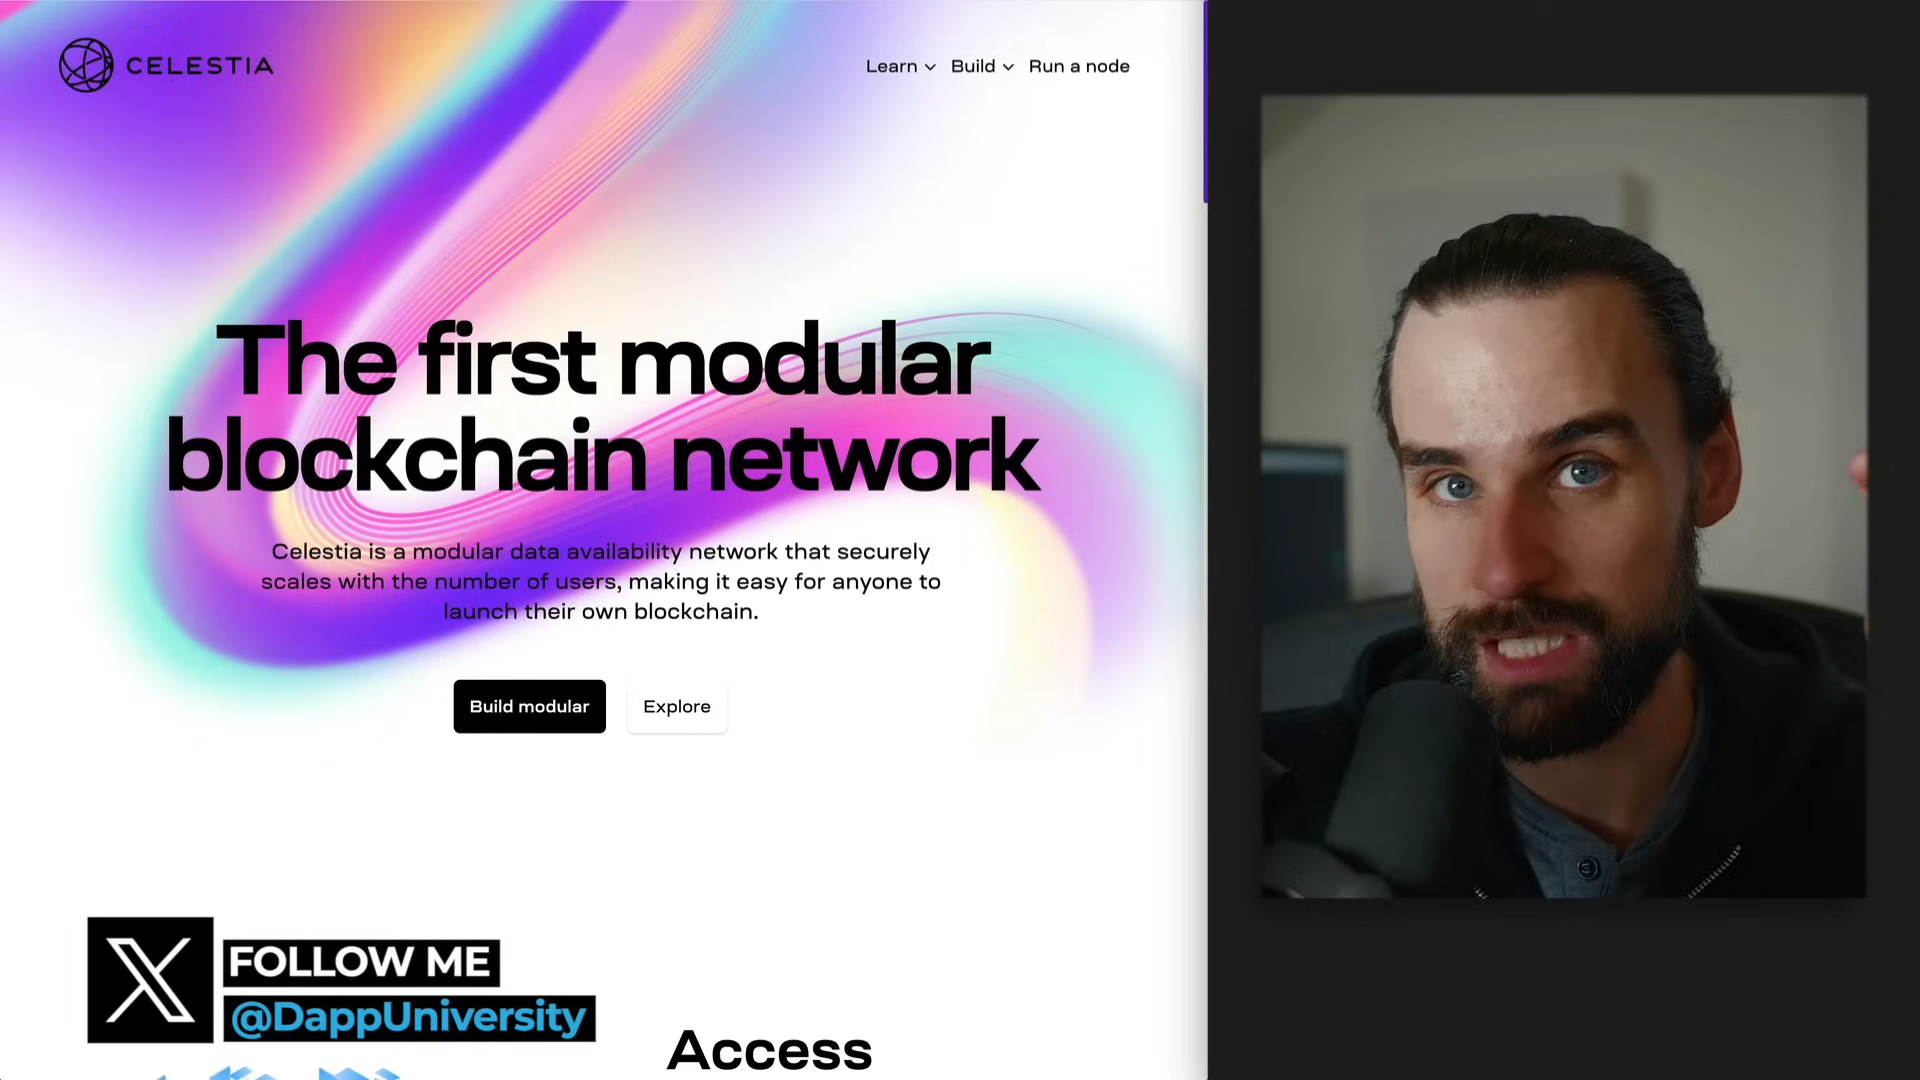 CELESTIA
Learn Build Run a node
The first modular
blockchain network
Celestia is a modular data availability network that securely
scales with the number of users, making it easy for anyone to
launch their own blockchain.
Build modular Explore
FOLLOW ME
@DappUniversity
Access